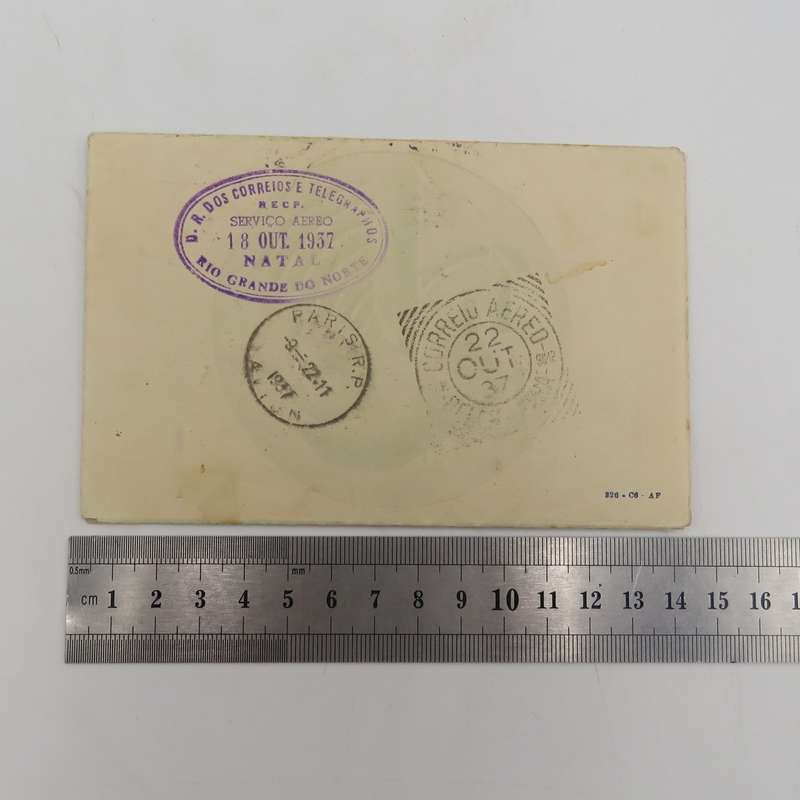 D. R. DOS CORREIOS E TELEGRAPHOS
RECP.
SERVIÇO AEREO
18 OUT. 1937
NATAL
RIO GRANDE DO NORTE
PARIS R.P.
1937
AVION
CORREIO AEREO
22 H
OUT
37
326 - C6 - AF
0.5mm
mm
cm 1 2 3 4 5 6 7 8 9 10 11 12 13 14 15 16